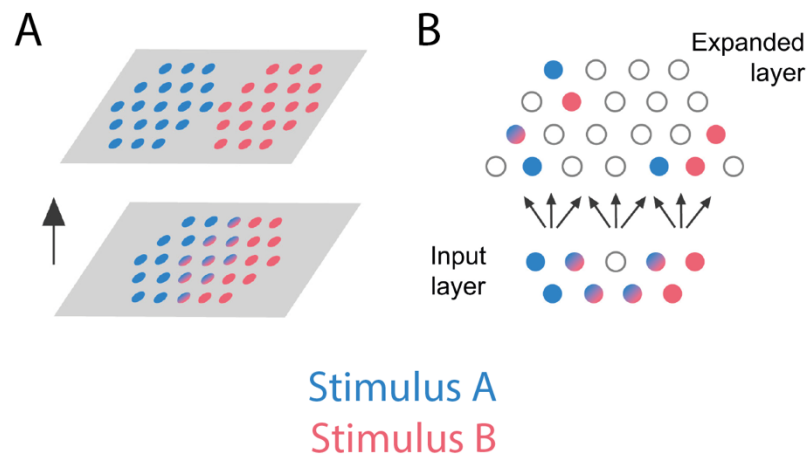 A
B
Expanded
layer
Input
layer
Stimulus A
Stimulus B